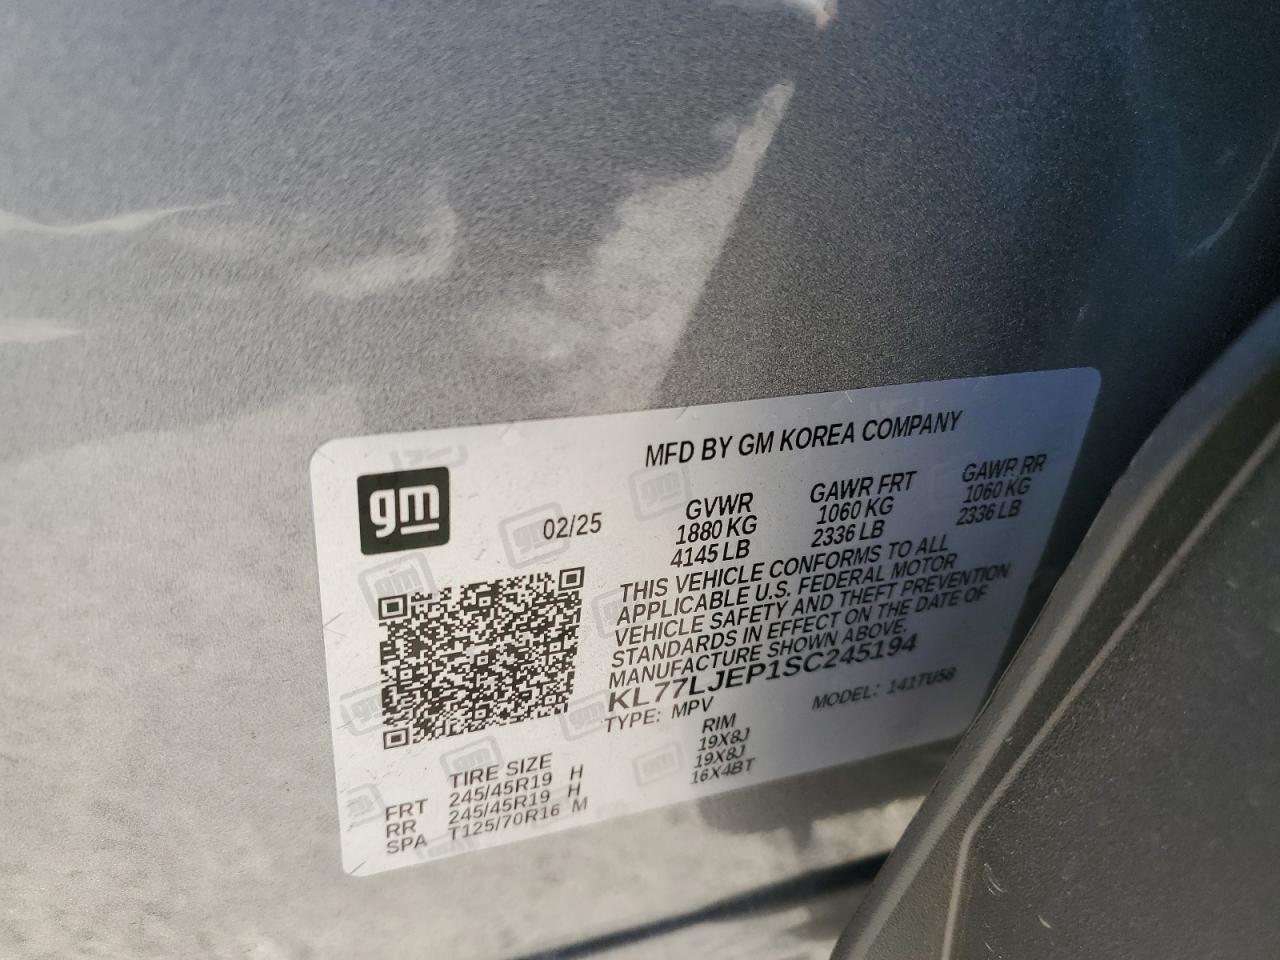 gm
MFD BY GM KOREA COMPANY
02/25
GVWR GAWR FRT GAWR RR
1880 KG 1060 KG 1060 KG
4145 LB 2336 LB 2336 LB
THIS VEHICLE CONFORMS TO ALL
APPLICABLE U.S. FEDERAL MOTOR
VEHICLE SAFETY AND THEFT PREVENTION
STANDARDS IN EFFECT ON THE DATE OF
MANUFACTURE SHOWN ABOVE.
KL77LJEP1SC245194
TYPE: MPV MODEL: 141TU58
TIRE SIZE RIM
FRT 245/45R19 H 19X8J
RR 245/45R19 H 19X8J
SPA T125/70R16 M 16X4BT